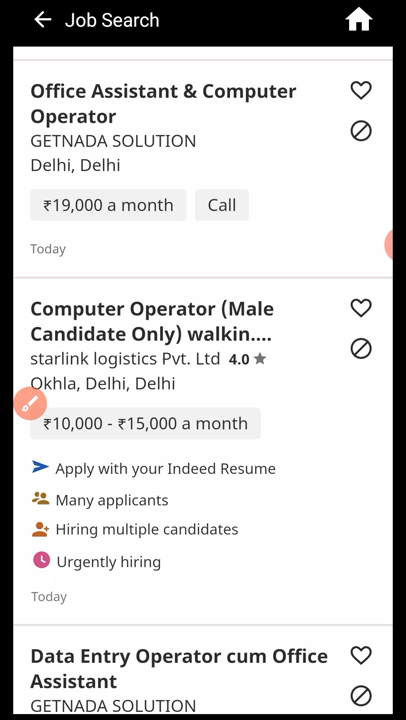 Job Search
Office Assistant & Computer
Operator
GETNADA SOLUTION
Delhi, Delhi
₹19,000 a month
Call
Today
Computer Operator (Male
Candidate Only) walkin....
starlink logistics Pvt. Ltd 4.0 ★
Okhla, Delhi, Delhi
₹10,000 - ₹15,000 a month
Apply with your Indeed Resume
Many applicants
Hiring multiple candidates
Urgently hiring
Today
Data Entry Operator cum Office
Assistant
GETNADA SOLUTION